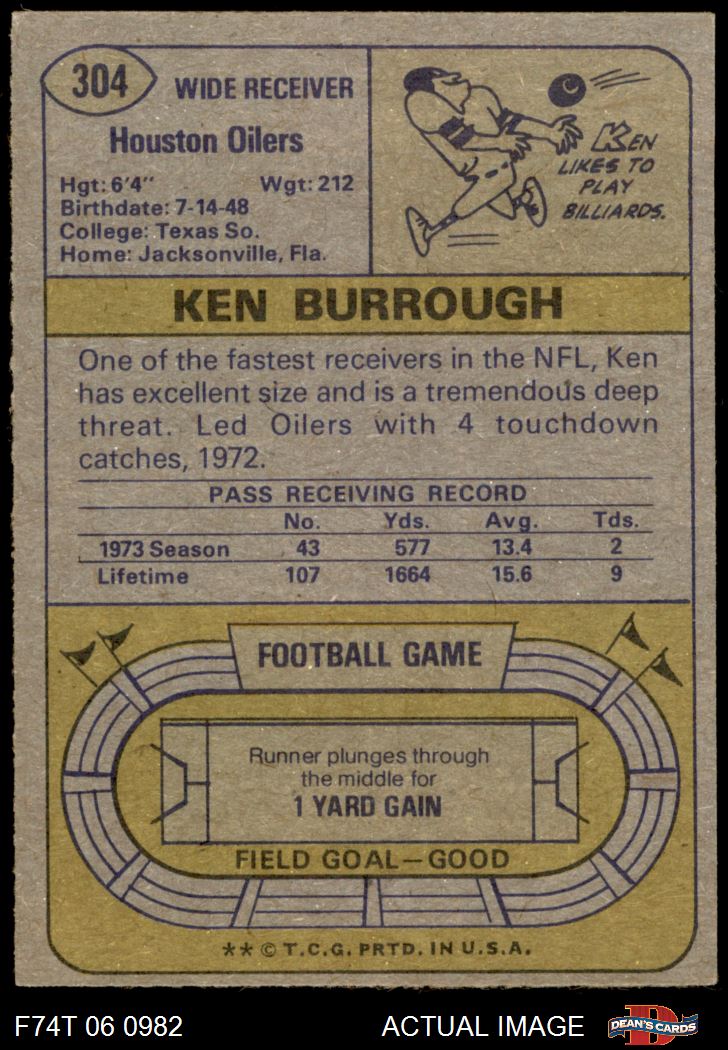 304
WIDE RECEIVER
Houston Oilers
Hgt: 6'4" Wgt: 212
Birthdate: 7-14-48
College: Texas So.
Home: Jacksonville, Fla.
KEN
LIKES TO
PLAY
BILLIARDS.
KEN BURROUGH
One of the fastest receivers in the NFL, Ken
has excellent size and is a tremendous deep
threat. Led Oilers with 4 touchdown
catches, 1972.
PASS RECEIVING RECORD
No. Yds. Avg. Tds.
1973 Season 43 577 13.4 2
Lifetime 107 1664 15.6 9
FOOTBALL GAME
Runner plunges through
the middle for
1 YARD GAIN
FIELD GOAL—GOOD
** © T.C.G. PRTD. IN U.S.A.
F74T 06 0982 ACTUAL IMAGE
D
DEAN'S CARDS